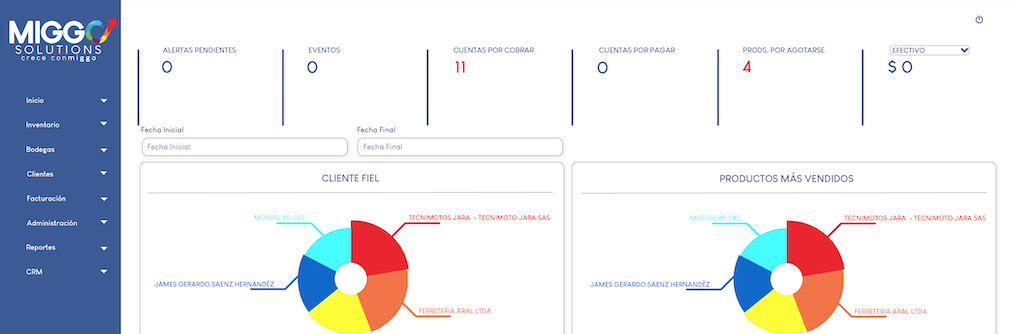 MIGGO
SOLUTIONS
crece conmiggo
Inicio
Inventario
Bodegas
Clientes
Facturación
Administración
Reportes
CRM
ALERTAS PENDIENTES
0
EVENTOS
0
CUENTAS POR COBRAR
11
CUENTAS POR PAGAR
0
PRODS. POR AGOTARSE
4
EFECTIVO
$ 0
Fecha Inicial
Fecha Inicial
Fecha Final
Fecha Final
CLIENTE FIEL
MOTORLAB SAS
TECNIMOTOS JARA - TECNIMOTO JARA SAS
JAMES GERARDO SAENZ HERNANDÉZ
FERRETERIA ARAL LTDA
PRODUCTOS MÁS VENDIDOS
MOTORLAB SAS
TECNIMOTOS JARA - TECNIMOTO JARA SAS
JAMES GERARDO SAENZ HERNANDÉZ
FERRETERIA ARAL LTDA